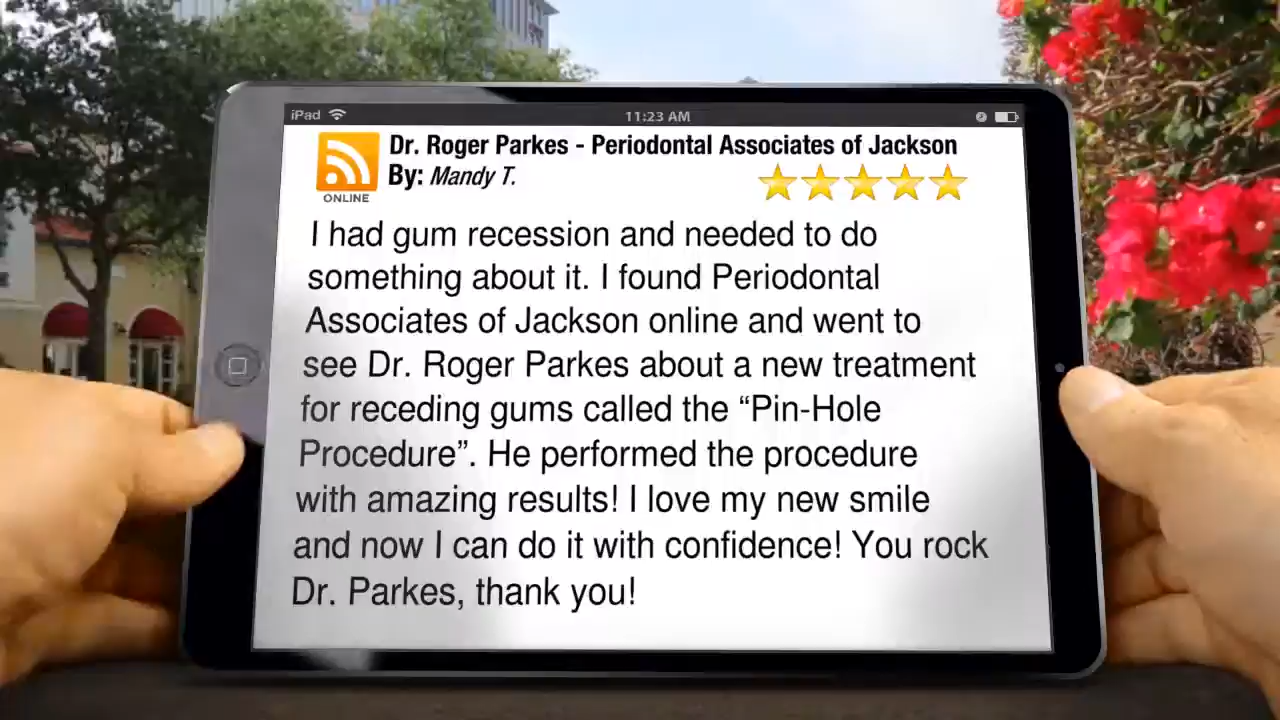 iPad 11:23 AM
Dr. Roger Parkes - Periodontal Associates of Jackson
By: Mandy T.
ONLINE
I had gum recession and needed to do
something about it. I found Periodontal
Associates of Jackson online and went to
see Dr. Roger Parkes about a new treatment
for receding gums called the “Pin-Hole
Procedure”. He performed the procedure
with amazing results! I love my new smile
and now I can do it with confidence! You rock
Dr. Parkes, thank you!